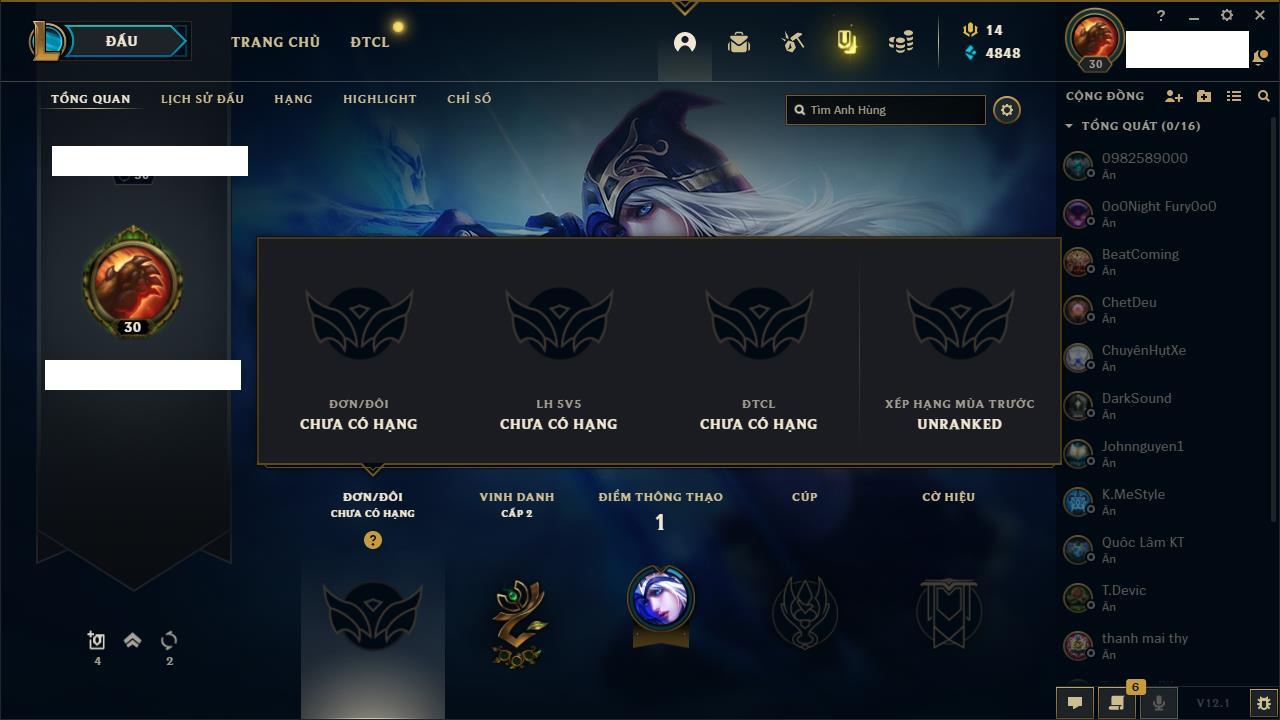 ĐẤU
TRANG CHỦ
ĐTCL
14
4848
?
30
TỔNG QUAN
LỊCH SỬ ĐẤU
HẠNG
HIGHLIGHT
CHỈ SỐ
Tìm Anh Hùng
CỘNG ĐỒNG
TỔNG QUÁT (0/16)
0982589000
Ẩn
0o0Night Fury0o0
Ẩn
BeatComing
Ẩn
ChetDeu
Ẩn
ChuyênHụtXe
Ẩn
DarkSound
Ẩn
Johnnguyen1
Ẩn
K.MeStyle
Ẩn
Quôc Lâm KT
Ẩn
T.Devic
Ẩn
thanh mai thy
Ẩn
30
ĐƠN/ĐÔI
CHƯA CÓ HẠNG
LH 5V5
CHƯA CÓ HẠNG
ĐTCL
CHƯA CÓ HẠNG
XẾP HẠNG MÙA TRƯỚC
UNRANKED
ĐƠN/ĐÔI
CHƯA CÓ HẠNG
?
VINH DANH
CẤP 2
ĐIỂM THÔNG THẠO
1
CÚP
CỜ HIỆU
4
2
6
V12.1